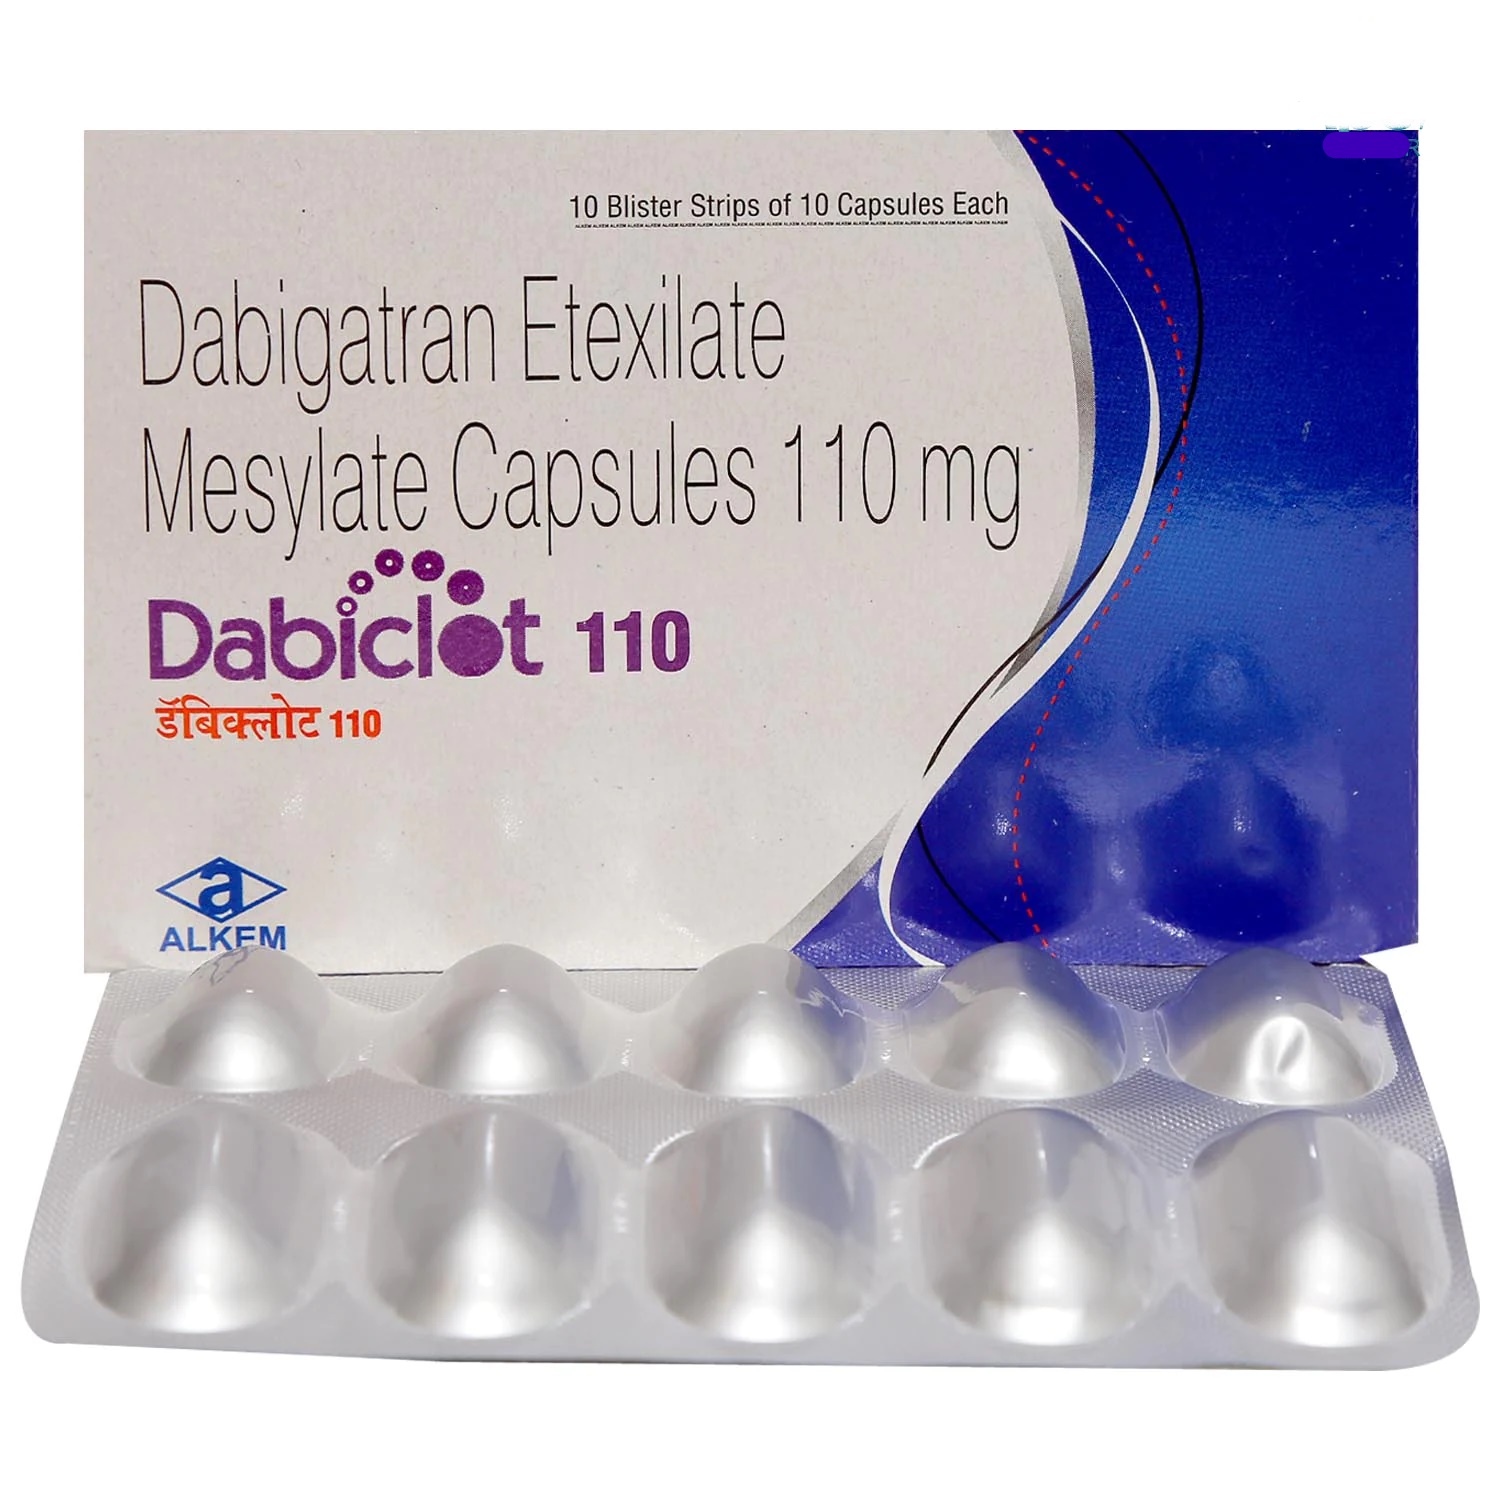 10 Blister Strips of 10 Capsules Each
Dabigatran Etexilate
Mesylate Capsules 110 mg
Dabiclot 110
डॅबिक्लोट 110
a
ALKEM